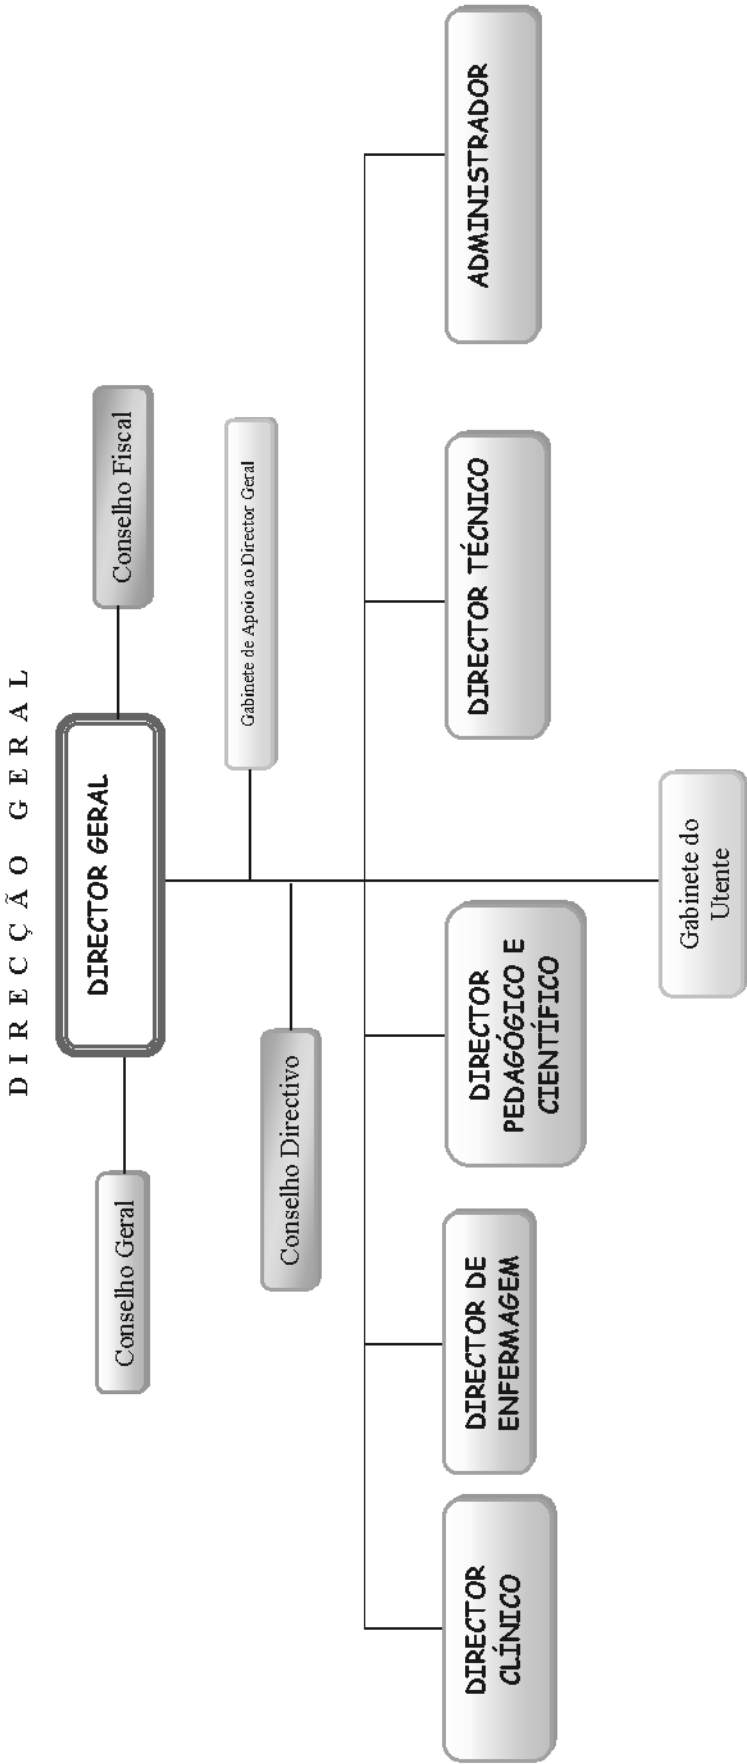 DIRECÇÃO GERAL
DIRECTOR GERAL
Conselho Geral
Conselho Fiscal
Gabinete de Apoio ao Director Geral
Conselho Directivo
DIRECTOR
CLÍNICO
DIRECTOR DE
ENFERMAGEM
DIRECTOR
PEDAGÓGICO E
CIENTÍFICO
DIRECTOR TÉCNICO
ADMINISTRADOR
Gabinete do
Utente